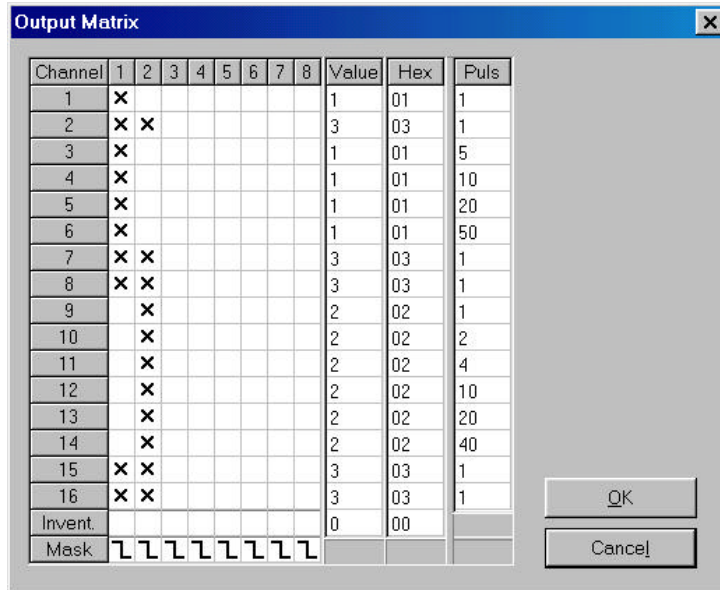 Output Matrix
Channel 1 2 3 4 5 6 7 8 Value Hex Puls
1 × 1 01 1
2 × × 3 03 1
3 × 1 01 5
4 × 1 01 10
5 × 1 01 20
6 × 1 01 50
7 × × 3 03 1
8 × × 3 03 1
9 × 2 02 1
10 × 2 02 2
11 × 2 02 4
12 × 2 02 10
13 × 2 02 20
14 × 2 02 40
15 × × 3 03 1
16 × × 3 03 1
Invent. 0 00
Mask
OK
Cancel